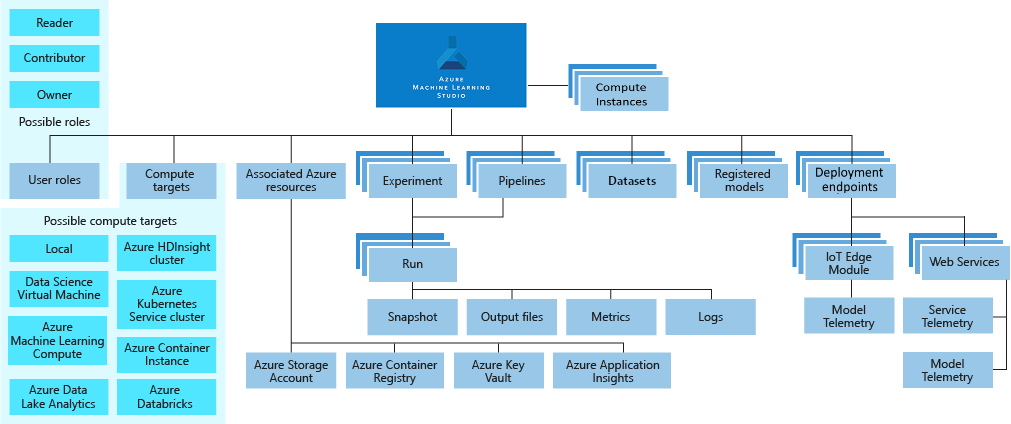 Reader
Contributor
Owner
Possible roles
User roles
AZURE
MACHINE LEARNING
STUDIO
Compute
Instances
Compute
targets
Associated Azure
resources
Experiment
Pipelines
Datasets
Registered
models
Deployment
endpoints
Possible compute targets
Local
Azure HDInsight
cluster
Data Science
Virtual Machine
Azure
Kubernetes
Service cluster
Azure
Machine Learning
Compute
Azure Container
Instance
Azure Data
Lake Analytics
Azure
Databricks
Run
Snapshot
Output files
Metrics
Logs
Azure Storage
Account
Azure Container
Registry
Azure Key
Vault
Azure Application
Insights
IoT Edge
Module
Web Services
Model
Telemetry
Service
Telemetry
Model
Telemetry